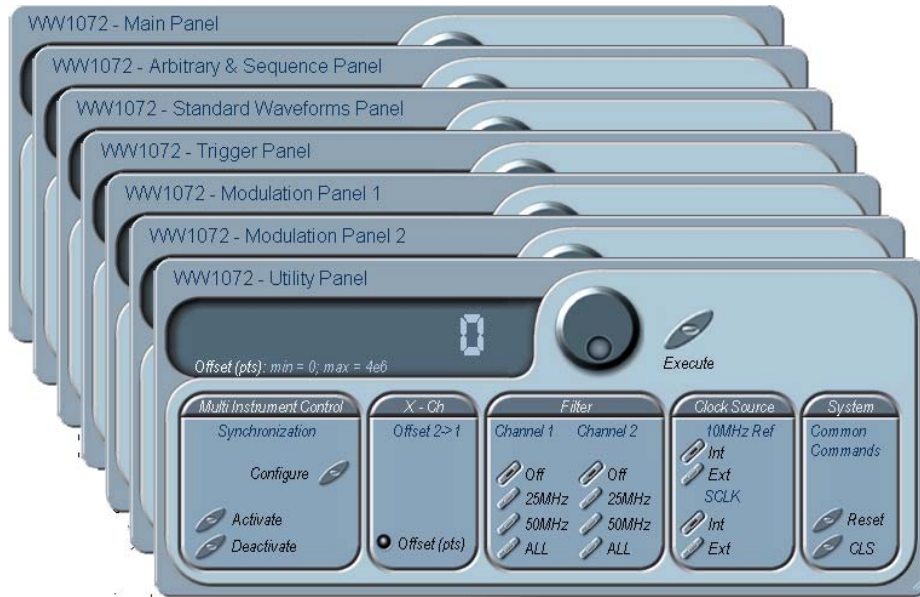 WW1072 - Main Panel
WW1072 - Arbitrary & Sequence Panel
WW1072 - Standard Waveforms Panel
WW1072 - Trigger Panel
WW1072 - Modulation Panel 1
WW1072 - Modulation Panel 2
WW1072 - Utility Panel
0
Offset (pts): min = 0; max = 4e6
Execute
Multi Instrument Control
Synchronization
Configure
Activate
Deactivate
X - Ch
Offset 2->1
Offset (pts)
Filter
Channel 1 Channel 2
Off Off
25MHz 25MHz
50MHz 50MHz
ALL ALL
Clock Source
10MHz Ref
Int
Ext
SCLK
Int
Ext
System
Common
Commands
Reset
CLS